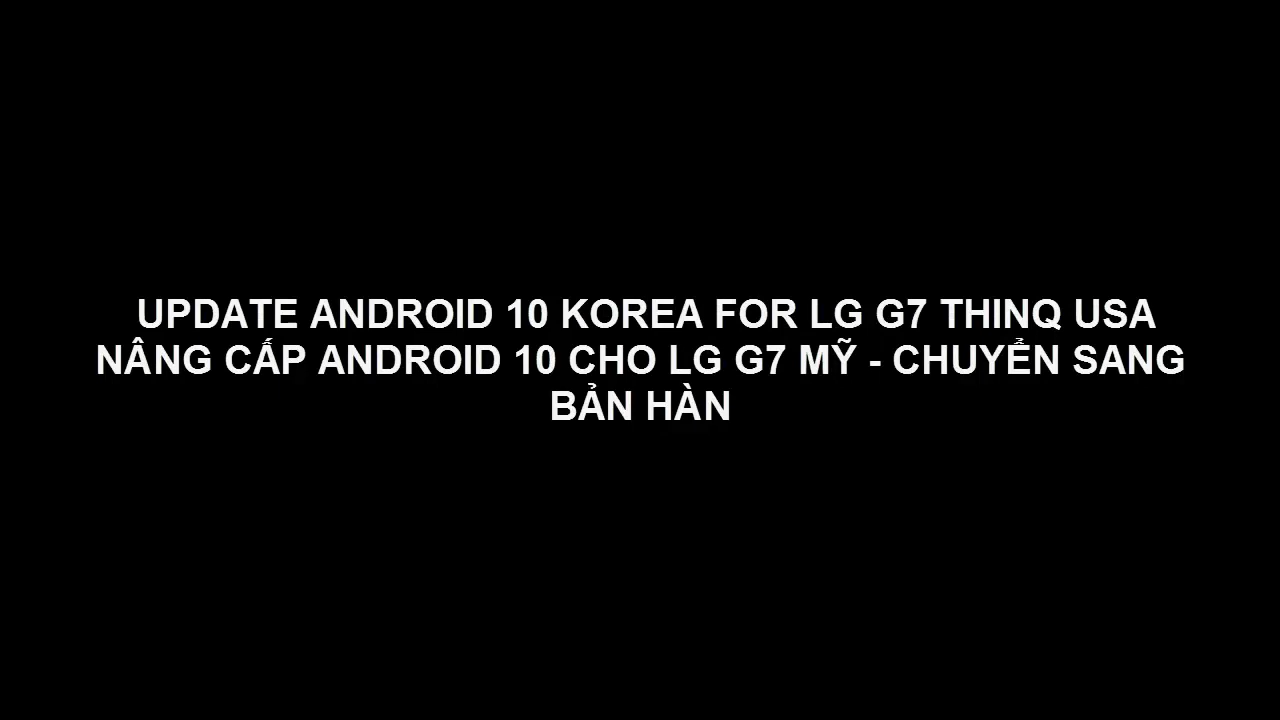 UPDATE ANDROID 10 KOREA FOR LG G7 THINQ USA
NÂNG CẤP ANDROID 10 CHO LG G7 MỸ - CHUYỂN SANG
BẢN HÀN